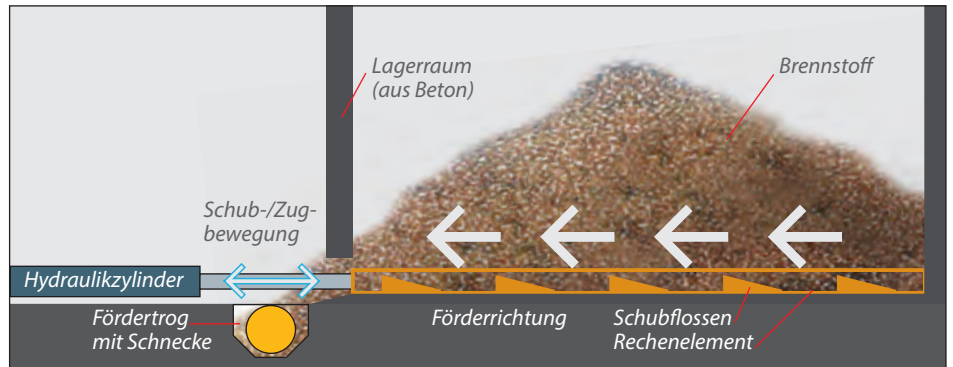 Lagerraum
(aus Beton)
Brennstoff
Schub-/Zug-
bewegung
Hydraulikzylinder
Fördertrog
mit Schnecke
Förderrichtung
Schubflossen
Rechenelement